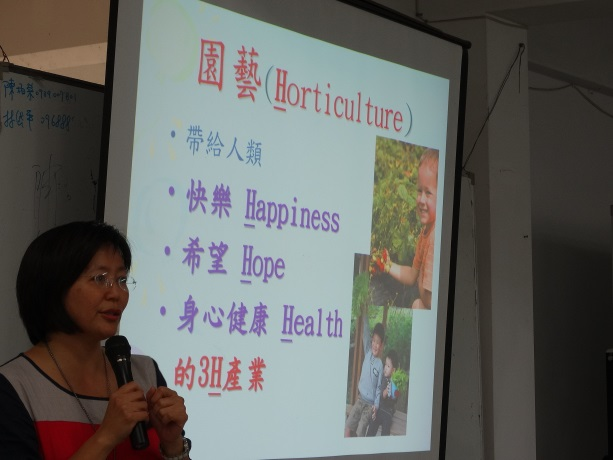 園藝(Horticulture)
・帶給人類
・快樂 Happiness
・希望 Hope
・身心健康 Health
的3H產業